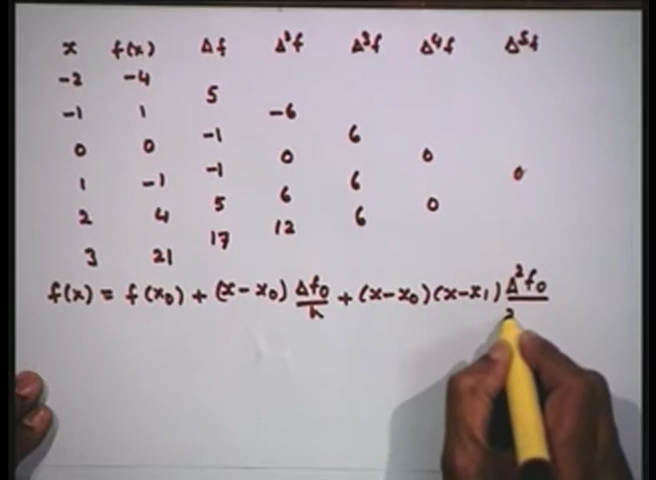 x f(x) Δf Δ²f Δ³f Δ⁴f Δ⁵f
-2 -4
5
-1 1 -6
-1 6
0 0 0 0
-1 6 0
1 -1 6 0
5 6
2 4 12
17
3 21
f(x) = f(x₀) + (x-x₀) Δf₀/h + (x-x₀)(x-x₁) Δ²f₀/